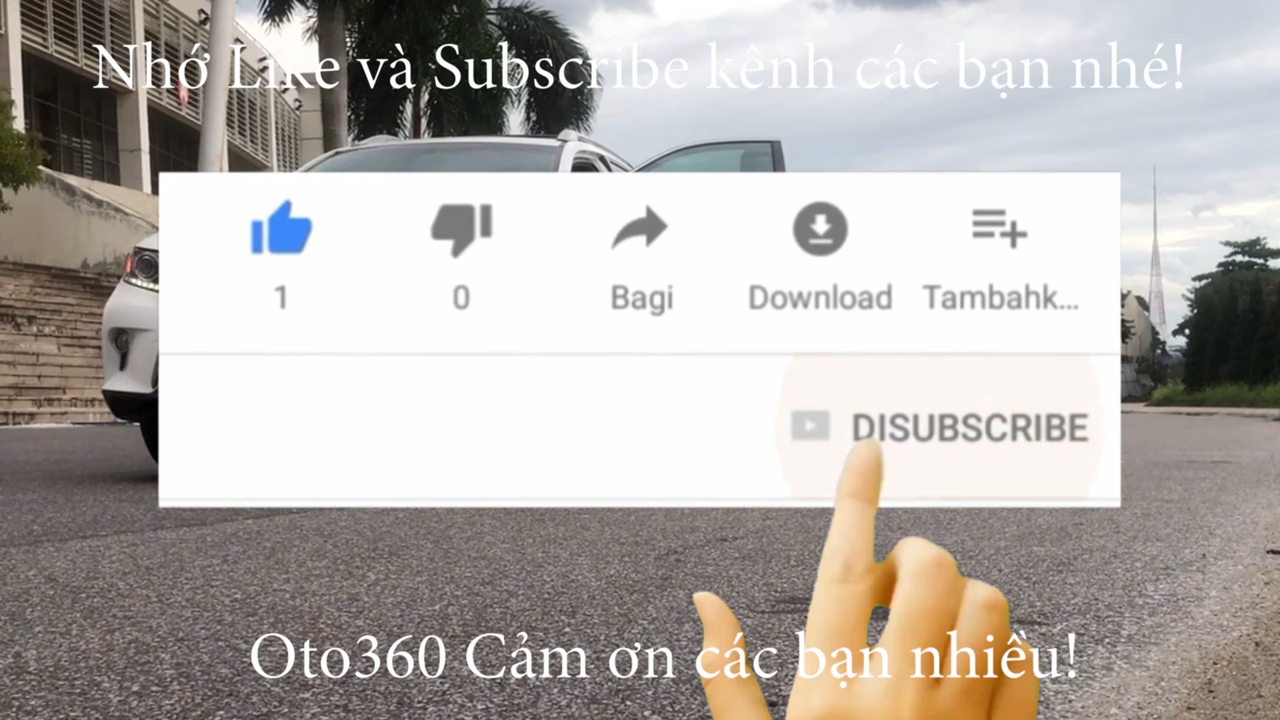 Nhớ Like và Subscribe kênh các bạn nhé!
1 0 Bagi Download Tambahk...
DISUBSCRIBE
Oto360 Cảm ơn các bạn nhiều!